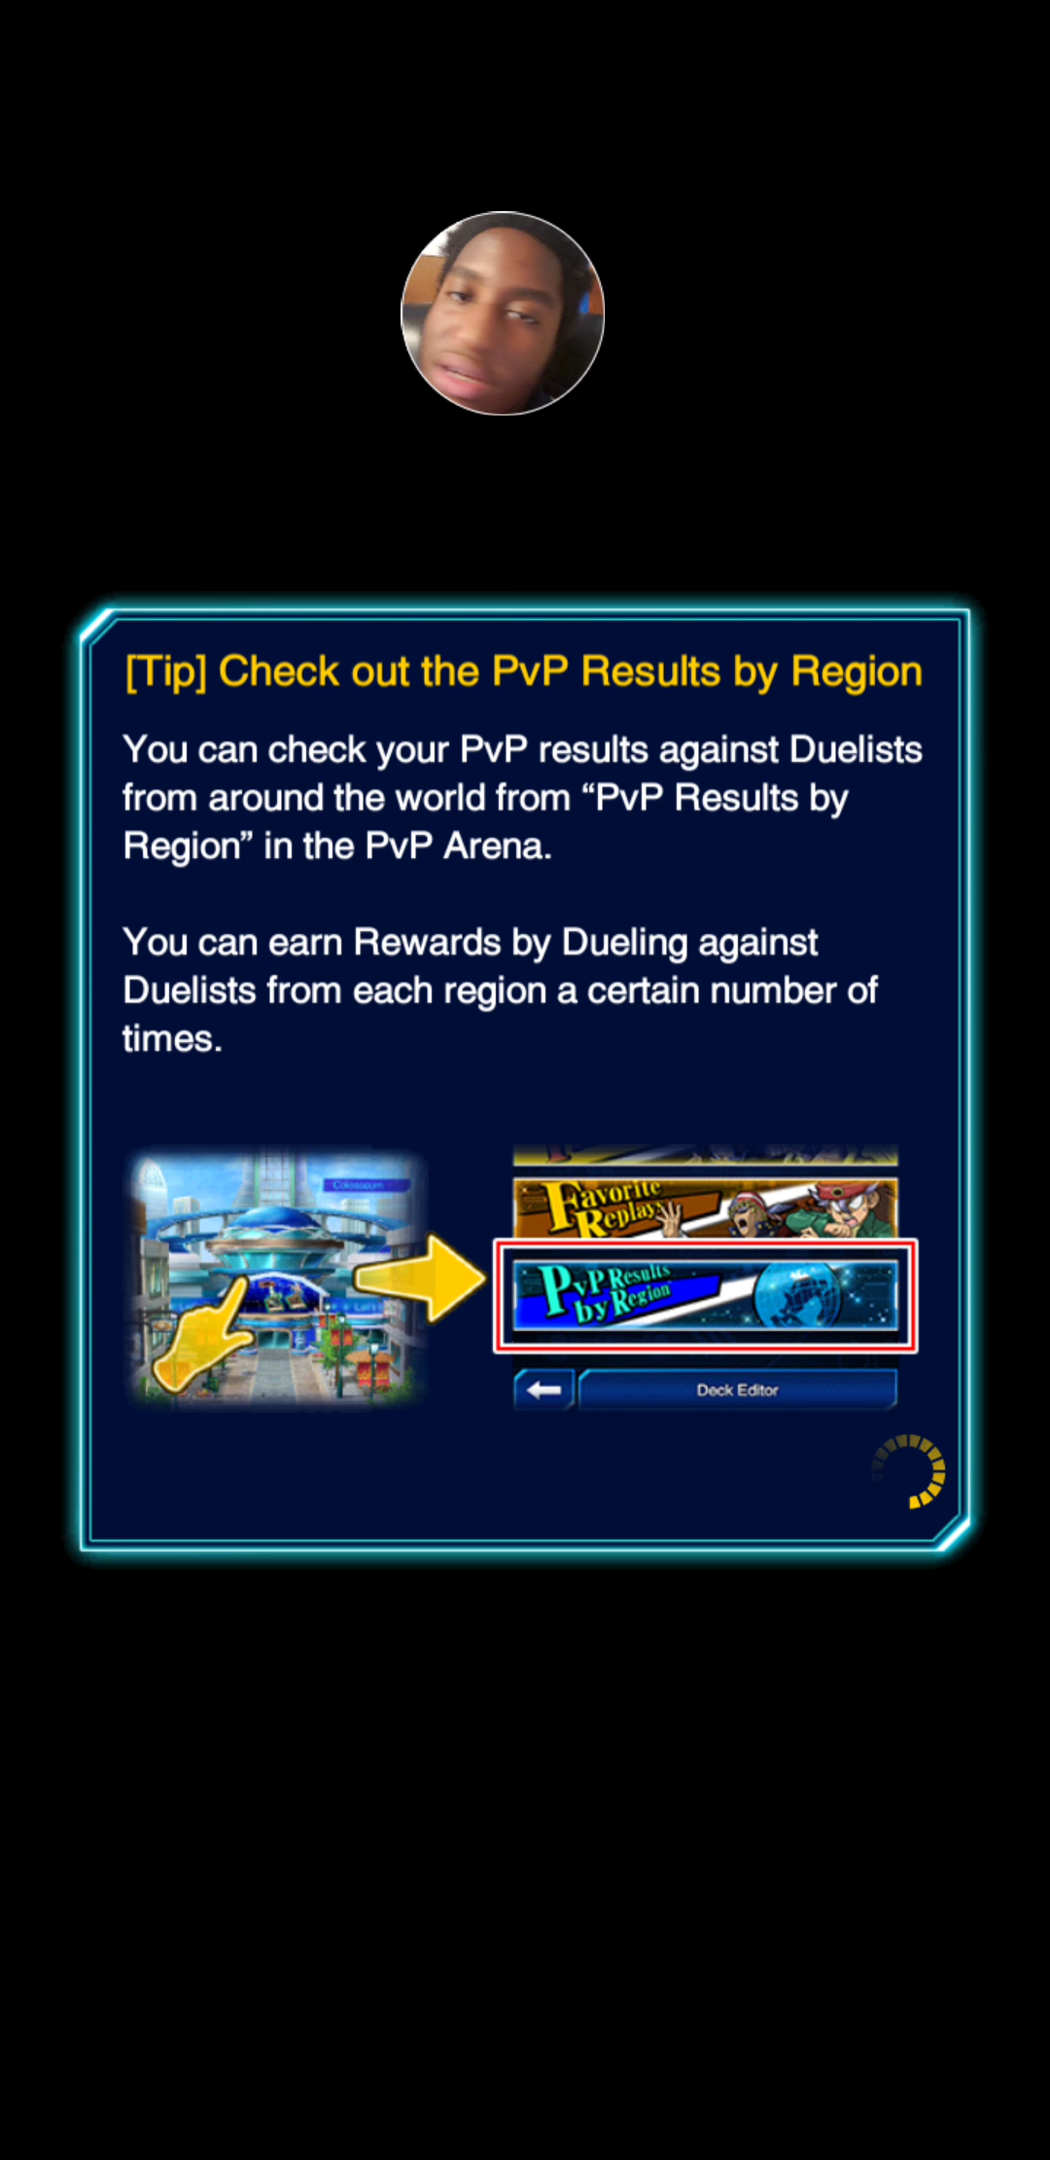 [Tip] Check out the PvP Results by Region
You can check your PvP results against Duelists
from around the world from “PvP Results by
Region” in the PvP Arena.
You can earn Rewards by Dueling against
Duelists from each region a certain number of
times.
Colosseum
Favorite
Replays
PvP Results
by Region
Deck Editor